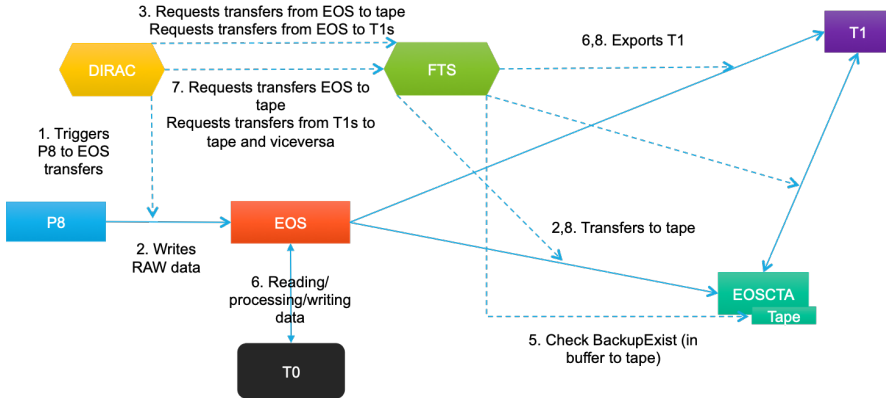 3. Requests transfers from EOS to tape
Requests transfers from EOS to T1s
T1
6,8. Exports T1
DIRAC
FTS
7. Requests transfers EOS to
tape
Requests transfers from T1s to
tape and viceversa
1. Triggers
P8 to EOS
transfers
P8
EOS
2,8. Transfers to tape
2. Writes
RAW data
6. Reading/
processing/writing
data
EOSCTA
Tape
5. Check BackupExist (in
buffer to tape)
T0